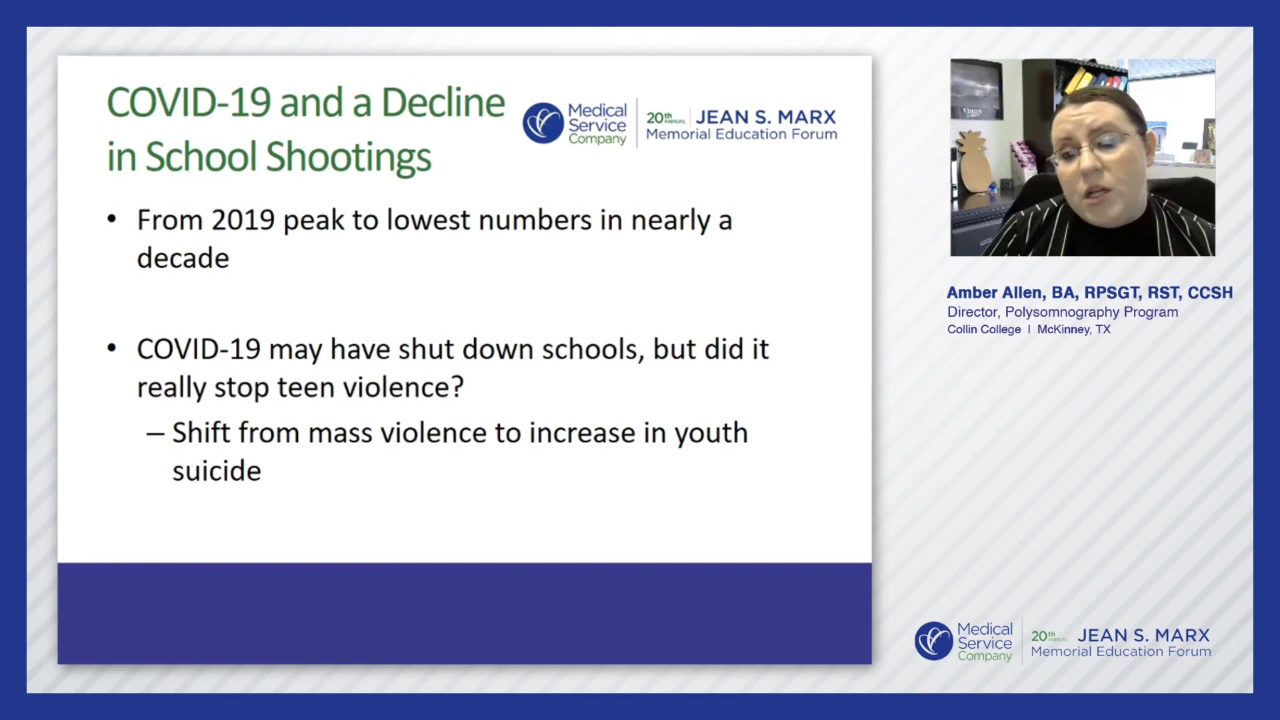 COVID-19 and a Decline
in School Shootings
Medical
Service
Company
20th ANNUAL JEAN S. MARX
Memorial Education Forum
• From 2019 peak to lowest numbers in nearly a
decade
• COVID-19 may have shut down schools, but did it
really stop teen violence?
– Shift from mass violence to increase in youth
suicide
Amber Allen, BA, RPSGT, RST, CCSH
Director, Polysomnography Program
Collin College | McKinney, TX
Medical
Service
Company
20th ANNUAL JEAN S. MARX
Memorial Education Forum